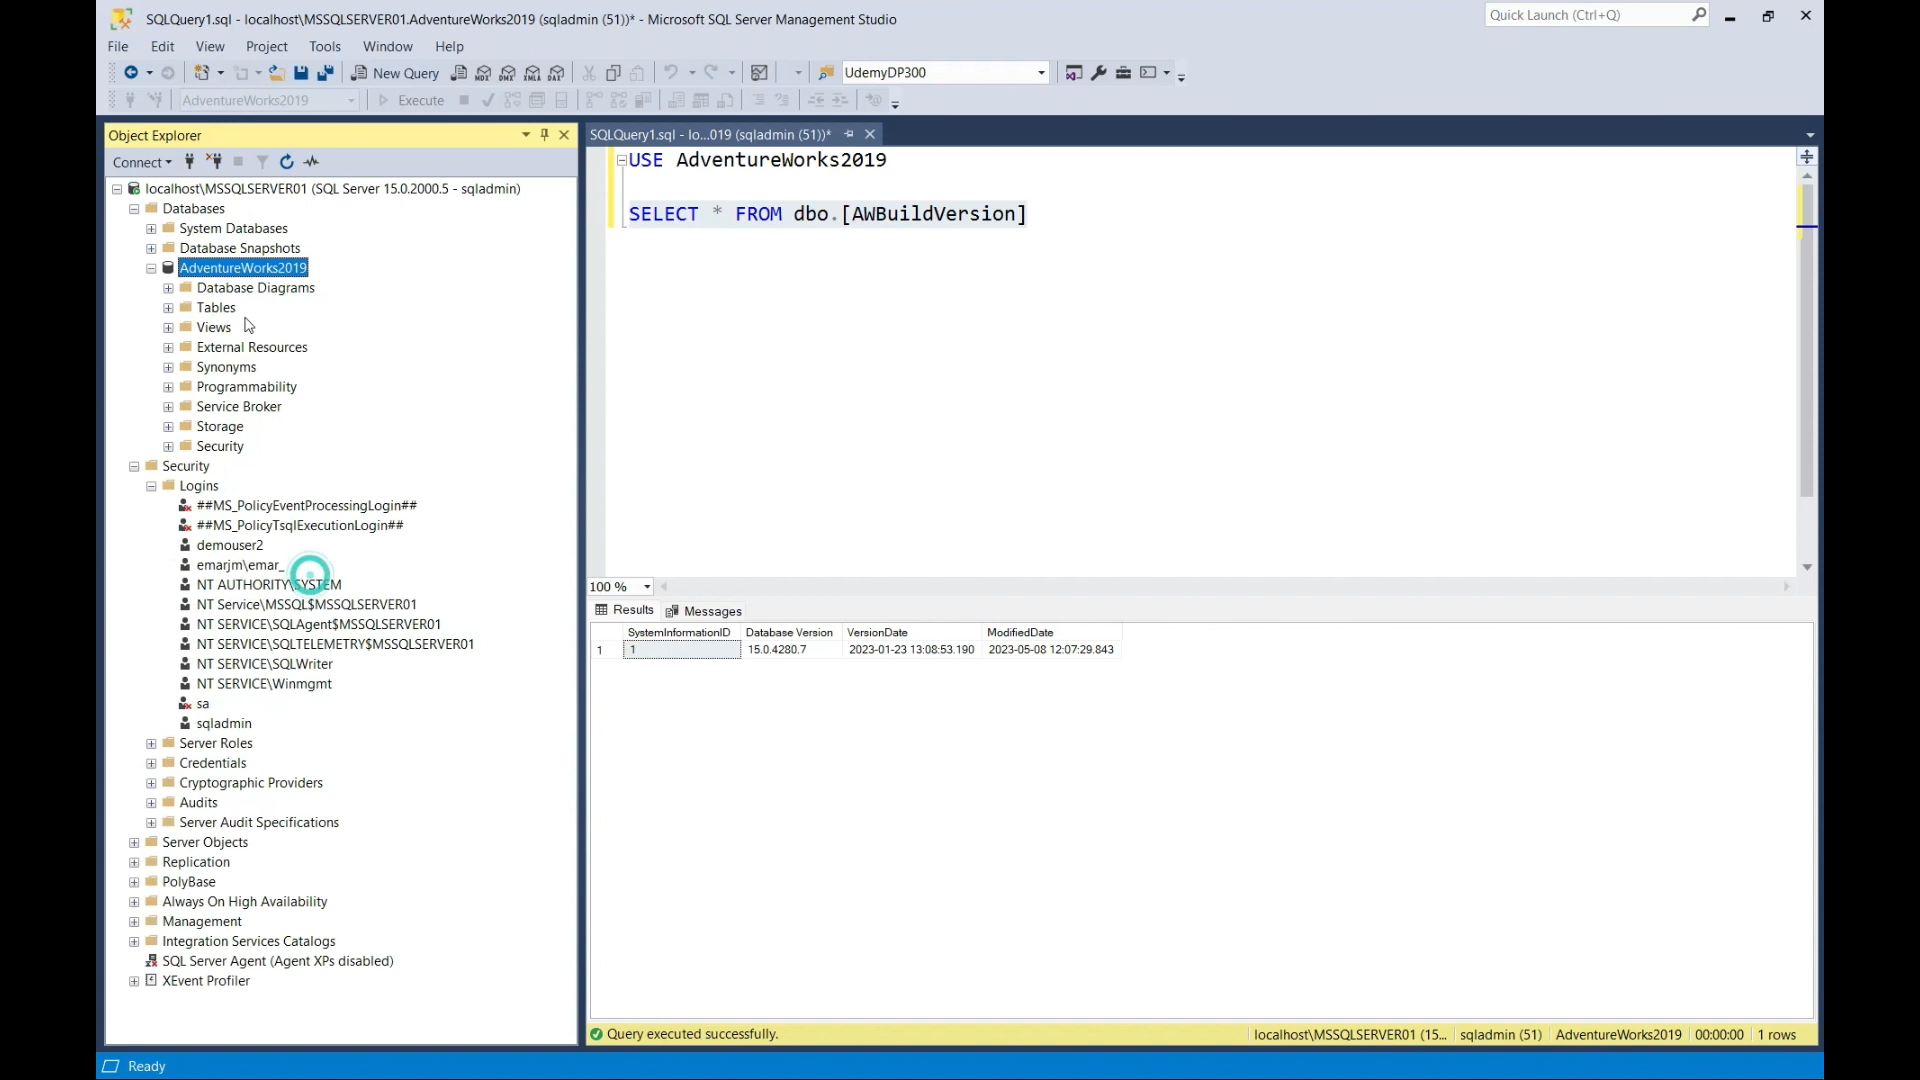 SQLQuery1.sql - localhost\MSSQLSERVER01.AdventureWorks2019 (sqladmin (51))* - Microsoft SQL Server Management Studio
Quick Launch (Ctrl+Q)
File Edit View Project Tools Window Help
New Query
MDX DMX XMLA DAX
UdemyDP300
AdventureWorks2019
Execute
Object Explorer
Connect
localhost\MSSQLSERVER01 (SQL Server 15.0.2000.5 - sqladmin)
Databases
System Databases
Database Snapshots
AdventureWorks2019
Database Diagrams
Tables
Views
External Resources
Synonyms
Programmability
Service Broker
Storage
Security
Security
Logins
##MS_PolicyEventProcessingLogin##
##MS_PolicyTsqlExecutionLogin##
demouser2
emarjm\emar_
NT AUTHORITY\SYSTEM
NT Service\MSSQL$MSSQLSERVER01
NT SERVICE\SQLAgent$MSSQLSERVER01
NT SERVICE\SQLTELEMETRY$MSSQLSERVER01
NT SERVICE\SQLWriter
NT SERVICE\Winmgmt
sa
sqladmin
Server Roles
Credentials
Cryptographic Providers
Audits
Server Audit Specifications
Server Objects
Replication
PolyBase
Always On High Availability
Management
Integration Services Catalogs
SQL Server Agent (Agent XPs disabled)
XEvent Profiler
SQLQuery1.sql - lo...019 (sqladmin (51))*
USE AdventureWorks2019
SELECT * FROM dbo.[AWBuildVersion]
100 %
Results Messages
SystemInformationID Database Version VersionDate ModifiedDate
1 1 15.0.4280.7 2023-01-23 13:08:53.190 2023-05-08 12:07:29.843
Query executed successfully.
localhost\MSSQLSERVER01 (15... sqladmin (51) AdventureWorks2019 00:00:00 1 rows
Ready